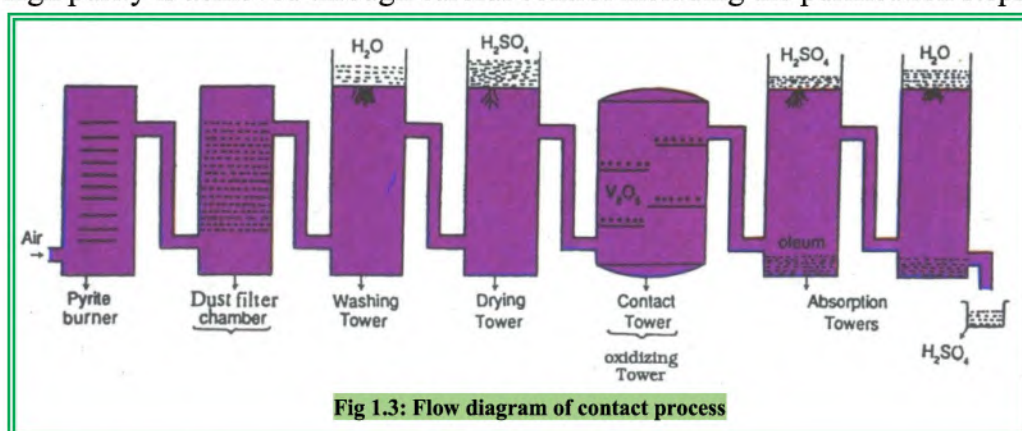 H₂O
H₂SO₄
H₂SO₄
H₂O
Air
V₂O₅
oleum
Pyrite
burner
Dust filter
chamber
Washing
Tower
Drying
Tower
Contact
Tower
oxidizing
Tower
Absorption
Towers
H₂SO₄
Fig 1.3: Flow diagram of contact process